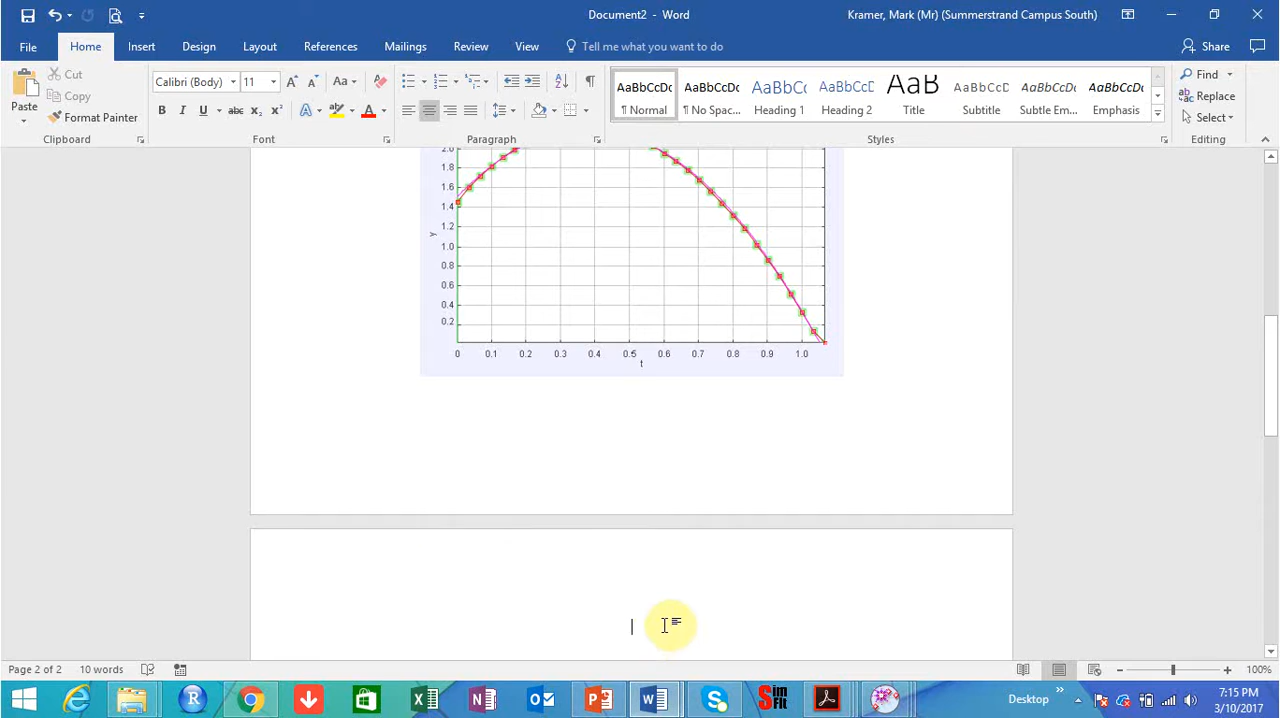 Document2 - Word
Kramer, Mark (Mr) (Summerstrand Campus South)
File Home Insert Design Layout References Mailings Review View Tell me what you want to do Share
Paste
Cut
Copy
Format Painter
Clipboard
Calibri (Body) 11
Font
Paragraph
AaBbCcDc AaBbCcDc AaBbCc AaBbCcD AaB AaBbCcD AaBbCcDc AaBbCcDc
¶ Normal ¶ No Spac... Heading 1 Heading 2 Title Subtitle Subtle Em... Emphasis
Styles
Find
Replace
Select
Editing
2.0
1.8
1.6
1.4
y
1.2
1.0
0.8
0.6
0.4
0.2
0 0.1 0.2 0.3 0.4 0.5 0.6 0.7 0.8 0.9 1.0
t
Page 2 of 2 10 words
100%
Sim Fit
Desktop
7:15 PM
3/10/2017